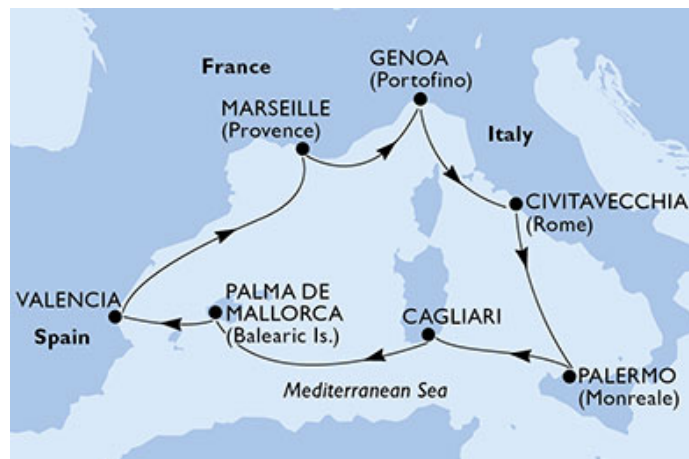 GENOA
(Portofino)
France
MARSEILLE
(Provence)
Italy
CIVITAVECCHIA
(Rome)
VALENCIA
Spain
PALMA DE
MALLORCA
(Balearic Is.)
CAGLIARI
PALERMO
(Monreale)
Mediterranean Sea